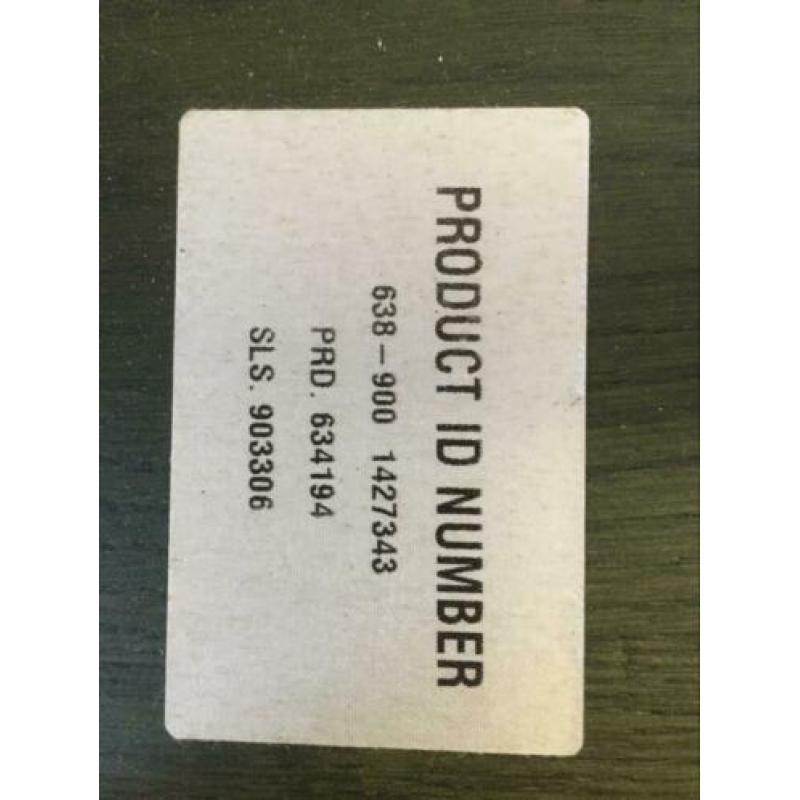 PRODUCT ID NUMBER
638-900 1427343
PRD. 634194
SLS. 903306